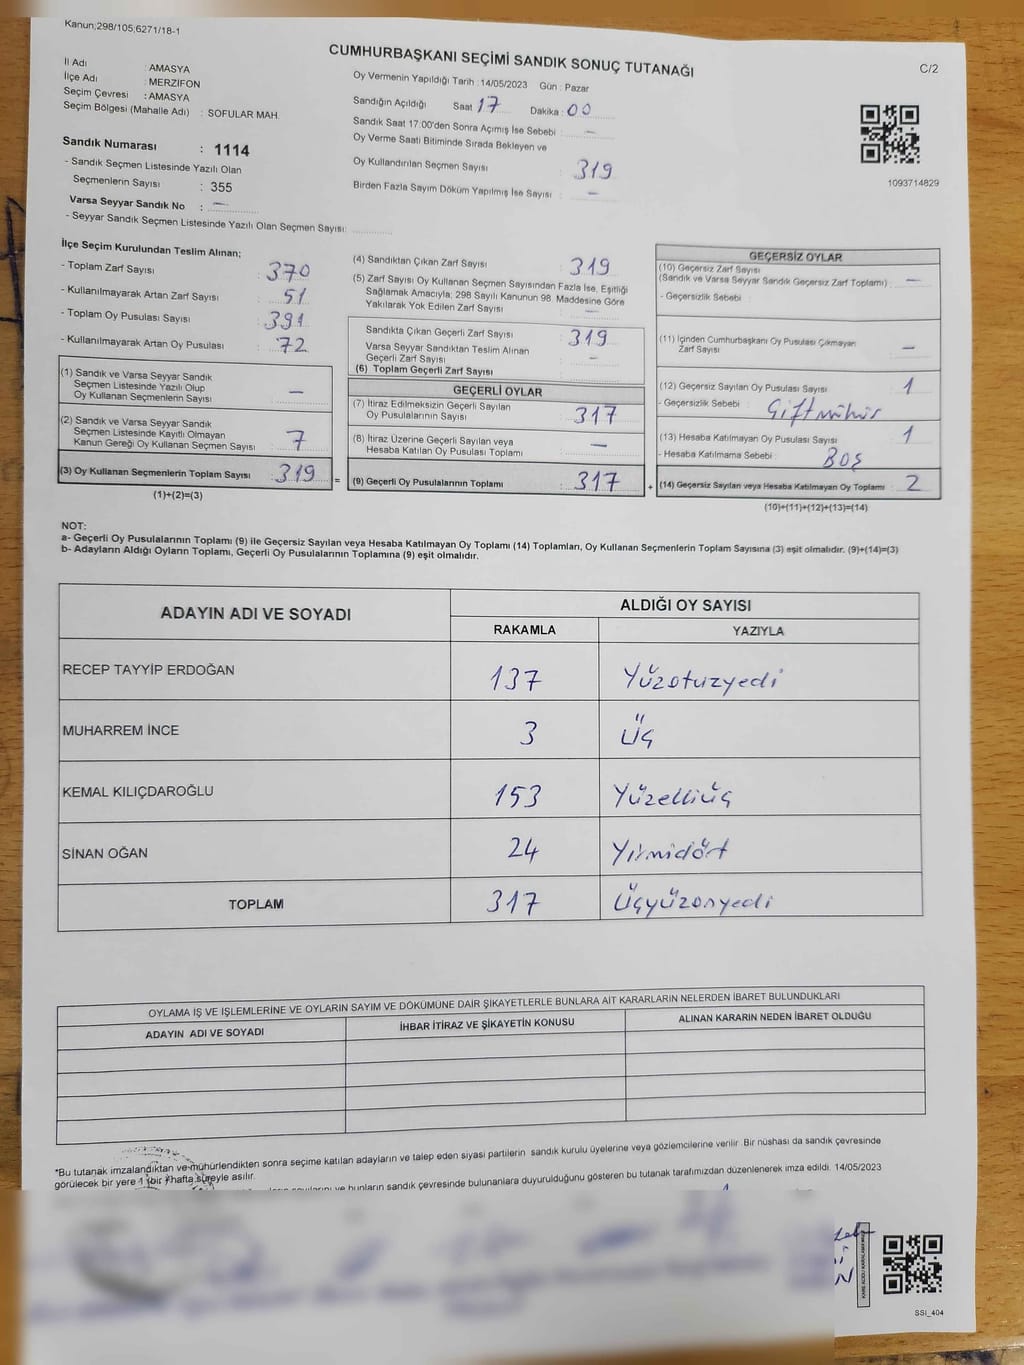 Kanun;298/105;6271/18-1
CUMHURBAŞKANI SEÇİMİ SANDIK SONUÇ TUTANAĞI
C/2
İl Adı : AMASYA
İlçe Adı : MERZİFON
Seçim Çevresi : AMASYA
Seçim Bölgesi (Mahalle Adı) : SOFULAR MAH.
Sandık Numarası : 1114
- Sandık Seçmen Listesinde Yazılı Olan
Seçmenlerin Sayısı : 355
Varsa Seyyar Sandık No : —
- Seyyar Sandık Seçmen Listesinde Yazılı Olan Seçmen Sayısı:
Oy Vermenin Yapıldığı Tarih : 14/05/2023 Gün : Pazar
Sandığın Açıldığı Saat 17 Dakika : 00
Sandık Saat 17:00'den Sonra Açımış İse Sebebi : —
Oy Verme Saati Bitiminde Sırada Bekleyen ve
Oy Kullandırılan Seçmen Sayısı : 319
Birden Fazla Sayım Döküm Yapılmış İse Sayısı : —
1093714829
İlçe Seçim Kurulundan Teslim Alınan;
- Toplam Zarf Sayısı : 370
- Kullanılmayarak Artan Zarf Sayısı : 51
- Toplam Oy Pusulası Sayısı : 391
- Kullanılmayarak Artan Oy Pusulası : 72
(1) Sandık ve Varsa Seyyar Sandık
Seçmen Listesinde Yazılı Olup
Oy Kullanan Seçmenlerin Sayısı : —
(2) Sandık ve Varsa Seyyar Sandık
Seçmen Listesinde Kayıtlı Olmayan
Kanun Gereği Oy Kullanan Seçmen Sayısı : 7
(3) Oy Kullanan Seçmenlerin Toplam Sayısı : 319
(1)+(2)=(3)
(4) Sandıktan Çıkan Zarf Sayısı : 319
(5) Zarf Sayısı Oy Kullanan Seçmen Sayısından Fazla İse, Eşitliği
Sağlamak Amacıyla; 298 Sayılı Kanunun 98. Maddesine Göre
Yakılarak Yok Edilen Zarf Sayısı : —
Sandıkta Çıkan Geçerli Zarf Sayısı : 319
Varsa Seyyar Sandıktan Teslim Alınan
Geçerli Zarf Sayısı : -
(6) Toplam Geçerli Zarf Sayısı
GEÇERLİ OYLAR
(7) İtiraz Edilmeksizin Geçerli Sayılan
Oy Pusulalarının Sayısı : 317
(8) İtiraz Üzerine Geçerli Sayılan veya
Hesaba Katılan Oy Pusulası Toplamı : —
= (9) Geçerli Oy Pusulalarının Toplamı : 317 +
GEÇERSİZ OYLAR
(10) Geçersiz Zarf Sayısı
(Sandık ve Varsa Seyyar Sandık Geçersiz Zarf Toplamı) : —
- Geçersizlik Sebebi :
(11) İçinden Cumhurbaşkanı Oy Pusulası Çıkmayan
Zarf Sayısı : —
(12) Geçersiz Sayılan Oy Pusulası Sayısı : 1
- Geçersizlik Sebebi : Çift mühür
(13) Hesaba Katılmayan Oy Pusulası Sayısı : 1
- Hesaba Katılmama Sebebi : BOŞ
(14) Geçersiz Sayılan veya Hesaba Katılmayan Oy Toplamı : 2
(10)+(11)+(12)+(13)=(14)
NOT:
a- Geçerli Oy Pusulalarının Toplamı (9) ile Geçersiz Sayılan veya Hesaba Katılmayan Oy Toplamı (14) Toplamları, Oy Kullanan Seçmenlerin Toplam Sayısına (3) eşit olmalıdır. (9)+(14)=(3)
b- Adayların Aldığı Oyların Toplamı, Geçerli Oy Pusulalarının Toplamına (9) eşit olmalıdır.
ADAYIN ADI VE SOYADI
ALDIĞI OY SAYISI
RAKAMLA YAZIYLA
RECEP TAYYİP ERDOĞAN 137 Yüzotuzyedi
MUHARREM İNCE 3 Üç
KEMAL KILIÇDAROĞLU 153 Yüzelliüç
SİNAN OĞAN 24 Yirmidört
TOPLAM 317 Üçyüzonyedi
OYLAMA İŞ VE İŞLEMLERİNE VE OYLARIN SAYIM VE DÖKÜMÜNE DAİR ŞİKAYETLERLE BUNLARA AİT KARARLARIN NELERDEN İBARET BULUNDUKLARI
ADAYIN ADI VE SOYADI İHBAR İTİRAZ VE ŞİKAYETİN KONUSU ALINAN KARARIN NEDEN İBARET OLDUĞU
*Bu tutanak imzalandıktan ve mühürlendikten sonra seçime katılan adayların ve talep eden siyasi partilerin sandık kurulu üyelerine veya gözlemcilerine verilir. Bir nüshası da sandık çevresinde
görülecek bir yere 1 (bir) hafta süreyle asılır.
ve bunların sandık çevresinde bulunanlara duyurulduğunu gösteren bu tutanak tarafımızdan düzenlenerek imza edildi. 14/05/2023
SSİ_404